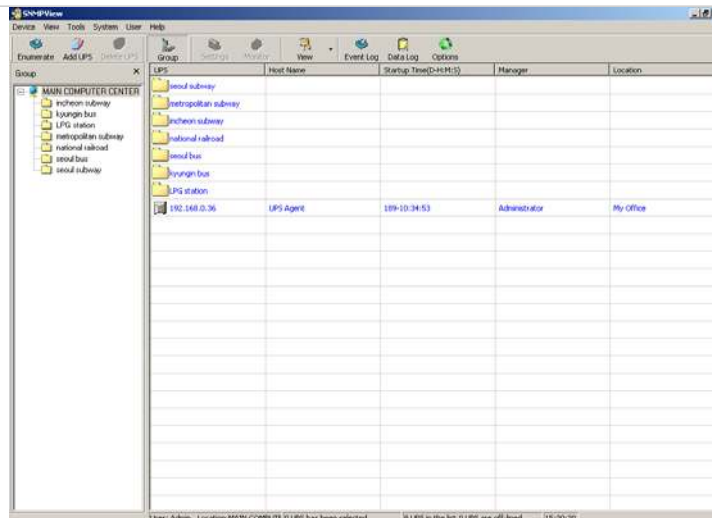 SNMPView
Device View Tools System User Help
Enumerate Add UPS Delete UPS Group Settings Monitor View Event Log Data Log Options
Group
MAIN COMPUTER CENTER
incheon subway
kyungin bus
LPG station
metropolitan subway
national railroad
seoul bus
seoul subway
UPS Host Name Startup Time(D-H:M:S) Manager Location
seoul subway
metropolitan subway
incheon subway
national railroad
seoul bus
kyungin bus
LPG station
192.168.0.36 UPS Agent 189-10:34:53 Administrator My Office